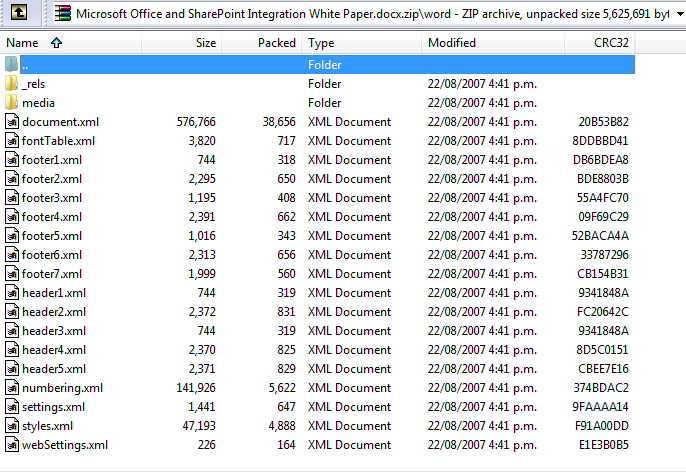 Microsoft Office and SharePoint Integration White Paper.docx.zip\word - ZIP archive, unpacked size 5,625,691 byt
Name Size Packed Type Modified CRC32
.. Folder
_rels Folder 22/08/2007 4:41 p.m.
media Folder 22/08/2007 4:41 p.m.
document.xml 576,766 38,656 XML Document 22/08/2007 4:41 p.m. 20B53B82
fontTable.xml 3,820 717 XML Document 22/08/2007 4:41 p.m. 8DDBBD41
footer1.xml 744 318 XML Document 22/08/2007 4:41 p.m. DB6BDEA8
footer2.xml 2,295 650 XML Document 22/08/2007 4:41 p.m. BDE8803B
footer3.xml 1,195 408 XML Document 22/08/2007 4:41 p.m. 55A4FC70
footer4.xml 2,391 662 XML Document 22/08/2007 4:41 p.m. 09F69C29
footer5.xml 1,016 343 XML Document 22/08/2007 4:41 p.m. 52BACA4A
footer6.xml 2,313 656 XML Document 22/08/2007 4:41 p.m. 33787296
footer7.xml 1,999 560 XML Document 22/08/2007 4:41 p.m. CB154B31
header1.xml 744 319 XML Document 22/08/2007 4:41 p.m. 9341848A
header2.xml 2,372 831 XML Document 22/08/2007 4:41 p.m. FC20642C
header3.xml 744 319 XML Document 22/08/2007 4:41 p.m. 9341848A
header4.xml 2,370 825 XML Document 22/08/2007 4:41 p.m. 8D5C0151
header5.xml 2,371 829 XML Document 22/08/2007 4:41 p.m. CBEE7E16
numbering.xml 141,926 5,622 XML Document 22/08/2007 4:41 p.m. 374BDAC2
settings.xml 1,441 647 XML Document 22/08/2007 4:41 p.m. 9FAAAA14
styles.xml 47,193 4,888 XML Document 22/08/2007 4:41 p.m. F91A00DD
webSettings.xml 226 164 XML Document 22/08/2007 4:41 p.m. E1E3B0B5